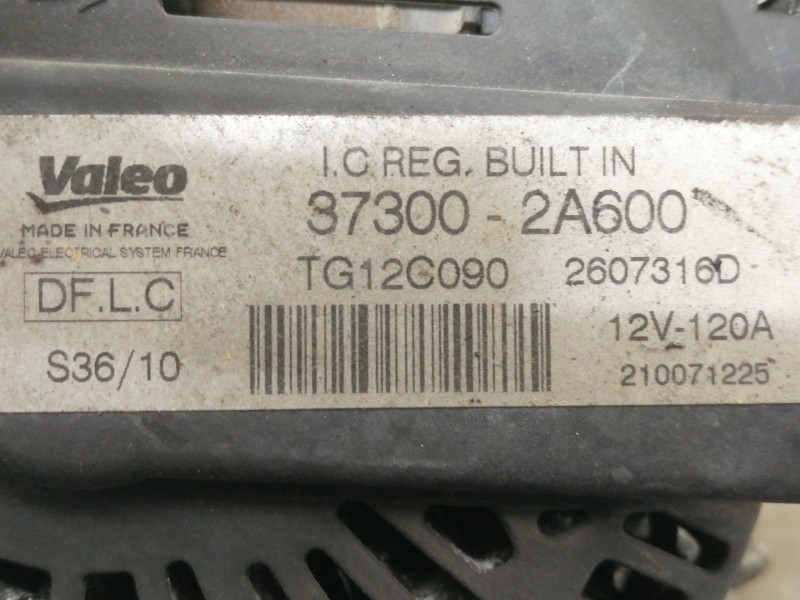 Valeo
MADE IN FRANCE
VALEO ELECTRICAL SYSTEM FRANCE
DF.L.C
S36/10
I.C REG. BUILT IN
37300 - 2A600
TG12C090 2607316D
12V-120A
210071225